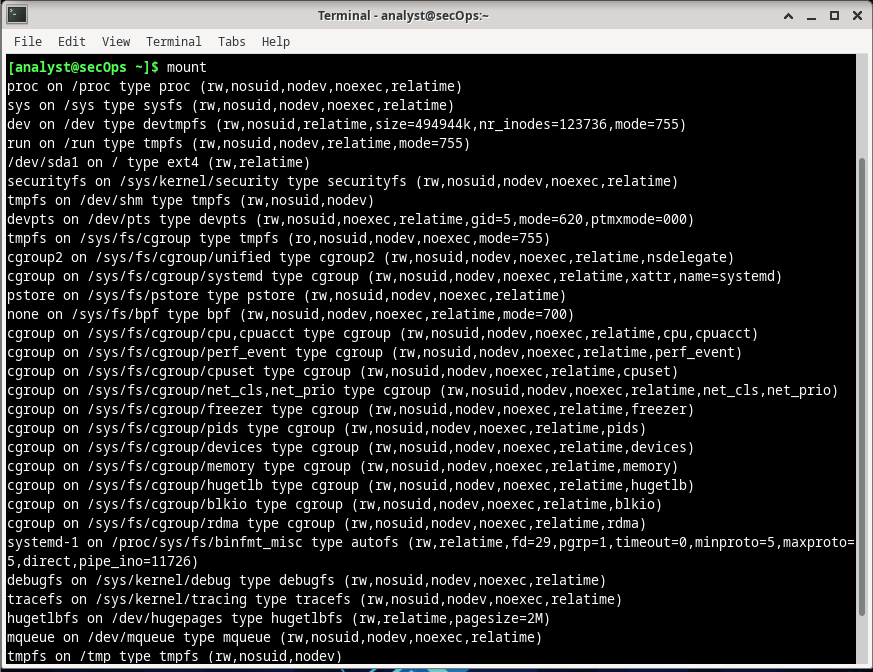 Terminal - analyst@secOps:~
File Edit View Terminal Tabs Help
[analyst@secOps ~]$ mount
proc on /proc type proc (rw,nosuid,nodev,noexec,relatime)
sys on /sys type sysfs (rw,nosuid,nodev,noexec,relatime)
dev on /dev type devtmpfs (rw,nosuid,relatime,size=494944k,nr_inodes=123736,mode=755)
run on /run type tmpfs (rw,nosuid,nodev,relatime,mode=755)
/dev/sda1 on / type ext4 (rw,relatime)
securityfs on /sys/kernel/security type securityfs (rw,nosuid,nodev,noexec,relatime)
tmpfs on /dev/shm type tmpfs (rw,nosuid,nodev)
devpts on /dev/pts type devpts (rw,nosuid,noexec,relatime,gid=5,mode=620,ptmxmode=000)
tmpfs on /sys/fs/cgroup type tmpfs (ro,nosuid,nodev,noexec,mode=755)
cgroup2 on /sys/fs/cgroup/unified type cgroup2 (rw,nosuid,nodev,noexec,relatime,nsdelegate)
cgroup on /sys/fs/cgroup/systemd type cgroup (rw,nosuid,nodev,noexec,relatime,xattr,name=systemd)
pstore on /sys/fs/pstore type pstore (rw,nosuid,nodev,noexec,relatime)
none on /sys/fs/bpf type bpf (rw,nosuid,nodev,noexec,relatime,mode=700)
cgroup on /sys/fs/cgroup/cpu,cpuacct type cgroup (rw,nosuid,nodev,noexec,relatime,cpu,cpuacct)
cgroup on /sys/fs/cgroup/perf_event type cgroup (rw,nosuid,nodev,noexec,relatime,perf_event)
cgroup on /sys/fs/cgroup/cpuset type cgroup (rw,nosuid,nodev,noexec,relatime,cpuset)
cgroup on /sys/fs/cgroup/net_cls,net_prio type cgroup (rw,nosuid,nodev,noexec,relatime,net_cls,net_prio)
cgroup on /sys/fs/cgroup/freezer type cgroup (rw,nosuid,nodev,noexec,relatime,freezer)
cgroup on /sys/fs/cgroup/pids type cgroup (rw,nosuid,nodev,noexec,relatime,pids)
cgroup on /sys/fs/cgroup/devices type cgroup (rw,nosuid,nodev,noexec,relatime,devices)
cgroup on /sys/fs/cgroup/memory type cgroup (rw,nosuid,nodev,noexec,relatime,memory)
cgroup on /sys/fs/cgroup/hugetlb type cgroup (rw,nosuid,nodev,noexec,relatime,hugetlb)
cgroup on /sys/fs/cgroup/blkio type cgroup (rw,nosuid,nodev,noexec,relatime,blkio)
cgroup on /sys/fs/cgroup/rdma type cgroup (rw,nosuid,nodev,noexec,relatime,rdma)
systemd-1 on /proc/sys/fs/binfmt_misc type autofs (rw,relatime,fd=29,pgrp=1,timeout=0,minproto=5,maxproto=
5,direct,pipe_ino=11726)
debugfs on /sys/kernel/debug type debugfs (rw,nosuid,nodev,noexec,relatime)
tracefs on /sys/kernel/tracing type tracefs (rw,nosuid,nodev,noexec,relatime)
hugetlbfs on /dev/hugepages type hugetlbfs (rw,relatime,pagesize=2M)
mqueue on /dev/mqueue type mqueue (rw,nosuid,nodev,noexec,relatime)
tmpfs on /tmp type tmpfs (rw,nosuid,nodev)